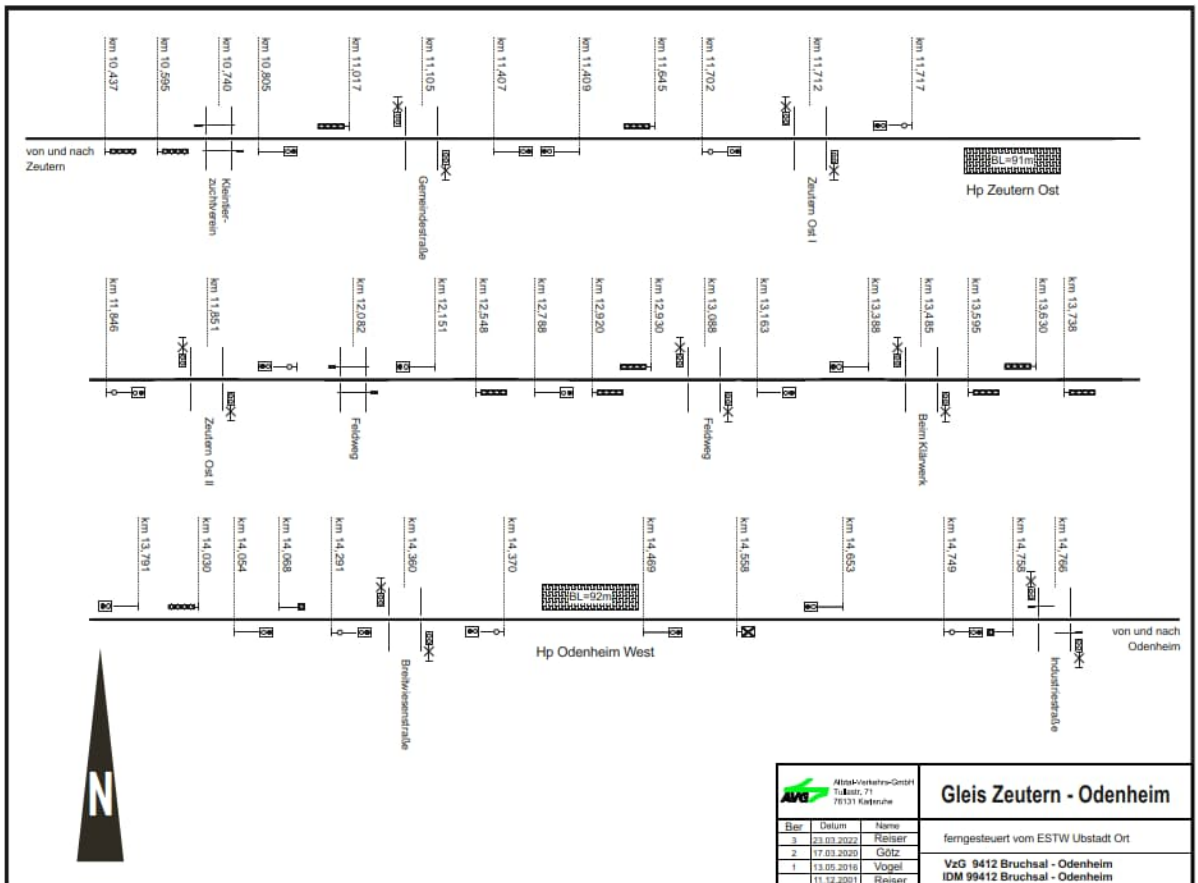 km 10,437
km 10,595
km 10,740
km 10,805
km 11,017
km 11,105
km 11,407
km 11,409
km 11,645
km 11,702
km 11,712
km 11,717
von und nach
Zeutern
Kleintier-
zuchtverein
Gemeindestraße
Zeutern Ost I
BL=91m
Hp Zeutern Ost
km 11,846
km 11,851
km 12,082
km 12,151
km 12,548
km 12,788
km 12,920
km 12,930
km 13,088
km 13,163
km 13,388
km 13,485
km 13,595
km 13,630
km 13,738
Zeutern Ost II
Feldweg
Feldweg
Beim Klärwerk
km 13,791
km 14,030
km 14,054
km 14,068
km 14,291
km 14,360
km 14,370
km 14,469
km 14,558
km 14,653
km 14,749
km 14,758
km 14,766
BL=92m
Hp Odenheim West
Breitwiesenstraße
Industriestraße
von und nach
Odenheim
N
AVG
Albtal-Verkehrs-GmbH
Tullastr. 71
76131 Karlsruhe
Gleis Zeutern - Odenheim
Ber Datum Name
3 23.03.2022 Reiser
2 17.03.2020 Götz
1 13.05.2016 Vogel
11.12.2001 Reiser
ferngesteuert vom ESTW Ubstadt Ort
VzG 9412 Bruchsal - Odenheim
IDM 99412 Bruchsal - Odenheim